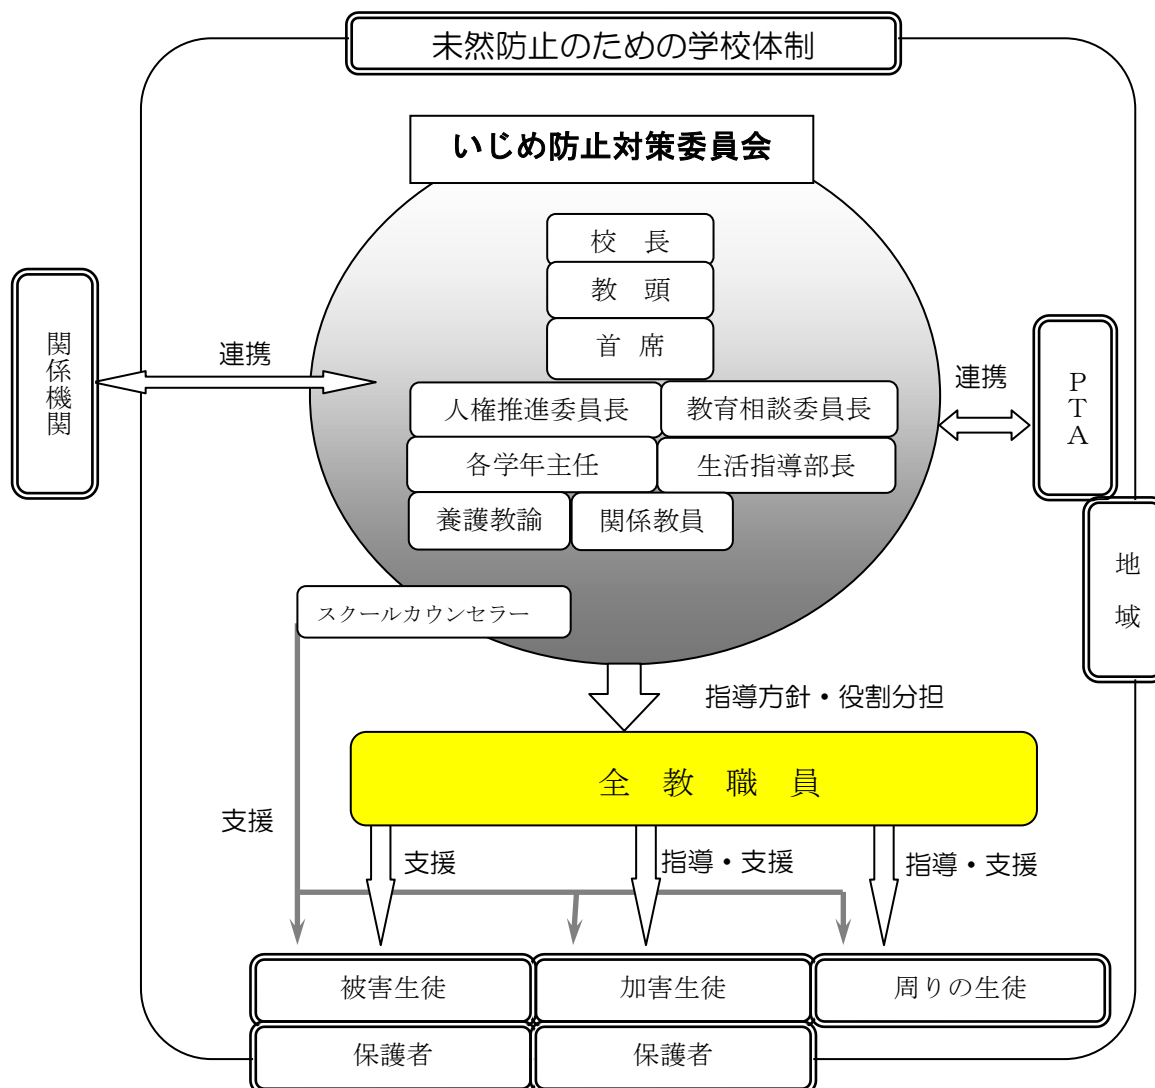 未然防止のための学校体制
いじめ防止対策委員会
校 長
教 頭
首 席
人権推進委員長
教育相談委員長
各学年主任
生活指導部長
養護教諭
関係教員
スクールカウンセラー
関係機関
連携
連携
PTA
地域
指導方針・役割分担
全 教 職 員
支援
支援
指導・支援
指導・支援
被害生徒
加害生徒
周りの生徒
保護者
保護者